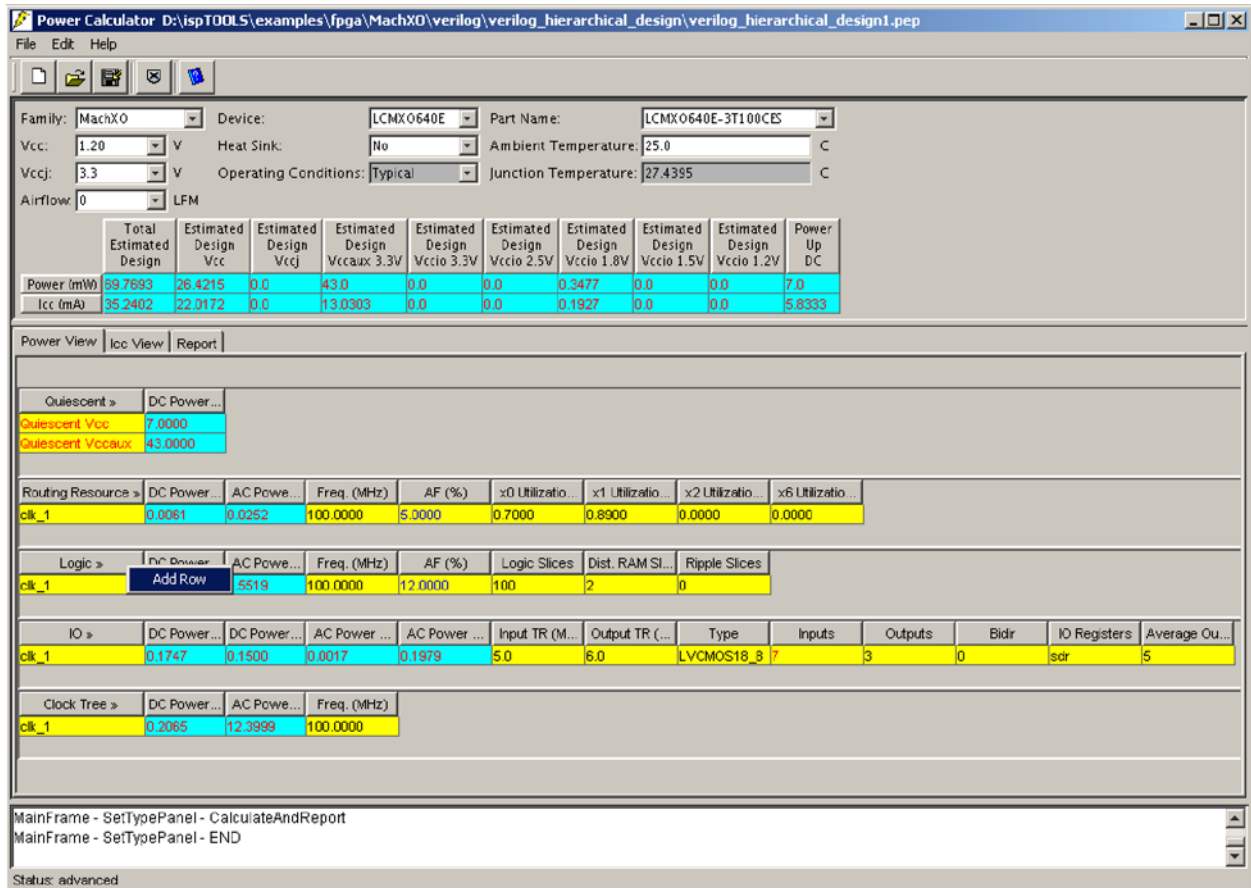 Power Calculator D:\ispTOOLS\examples\fpga\MachXO\verilog\verilog_hierarchical_design\verilog_hierarchical_design1.pep
File Edit Help
Family: MachXO Device: LCMXO640E Part Name: LCMXO640E-3T100CES
Vcc: 1.20 V Heat Sink: No Ambient Temperature: 25.0 C
Vccj: 3.3 V Operating Conditions: Typical Junction Temperature: 27.4395 C
Airflow: 0 LFM
Total Estimated Estimated Estimated Estimated Estimated Estimated Estimated Estimated Power
Estimated Design Design Design Design Design Design Design Design Up
Design Vcc Vccj Vccaux 3.3V Vccio 3.3V Vccio 2.5V Vccio 1.8V Vccio 1.5V Vccio 1.2V DC
Power (mW) 69.7693 26.4215 0.0 43.0 0.0 0.0 0.3477 0.0 0.0 7.0
Icc (mA) 35.2402 22.0172 0.0 13.0303 0.0 0.0 0.1927 0.0 0.0 5.8333
Power View Icc View Report
Quiescent » DC Power...
Quiescent Vcc 7.0000
Quiescent Vccaux 43.0000
Routing Resource » DC Power... AC Powe... Freq. (MHz) AF (%) x0 Utilizatio... x1 Utilizatio... x2 Utilizatio... x6 Utilizatio...
clk_1 0.0061 0.0252 100.0000 5.0000 0.7000 0.8900 0.0000 0.0000
Logic » DC Power... AC Powe... Freq. (MHz) AF (%) Logic Slices Dist. RAM Sl... Ripple Slices
Add Row
clk_1 5519 100.0000 12.0000 100 2 0
IO » DC Power... DC Power... AC Power ... AC Power ... Input TR (M... Output TR (... Type Inputs Outputs Bidir IO Registers Average Ou...
clk_1 0.1747 0.1500 0.0017 0.1979 5.0 6.0 LVCMOS18_8 7 3 0 sdr 5
Clock Tree » DC Power... AC Powe... Freq. (MHz)
clk_1 0.2065 12.3999 100.0000
MainFrame - SetTypePanel - CalculateAndReport
MainFrame - SetTypePanel - END
Status: advanced